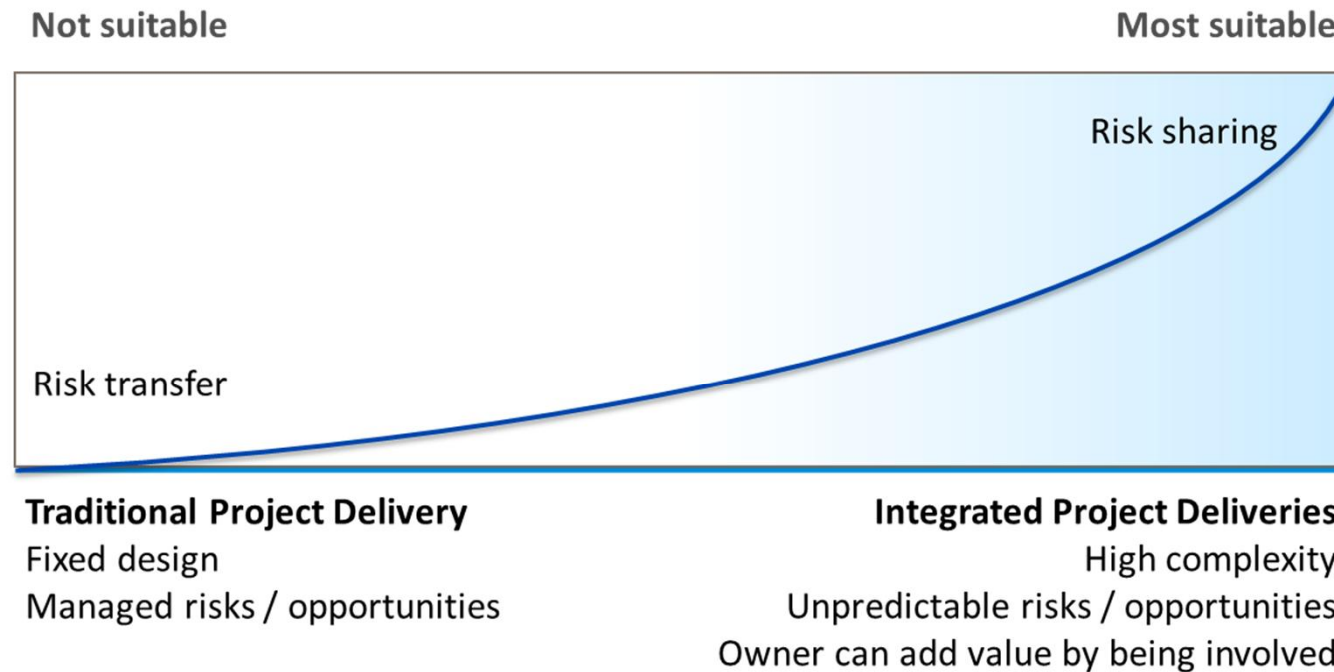 Not suitable
Most suitable
Risk sharing
Risk transfer
Traditional Project Delivery
Fixed design
Managed risks / opportunities
Integrated Project Deliveries
High complexity
Unpredictable risks / opportunities
Owner can add value by being involved